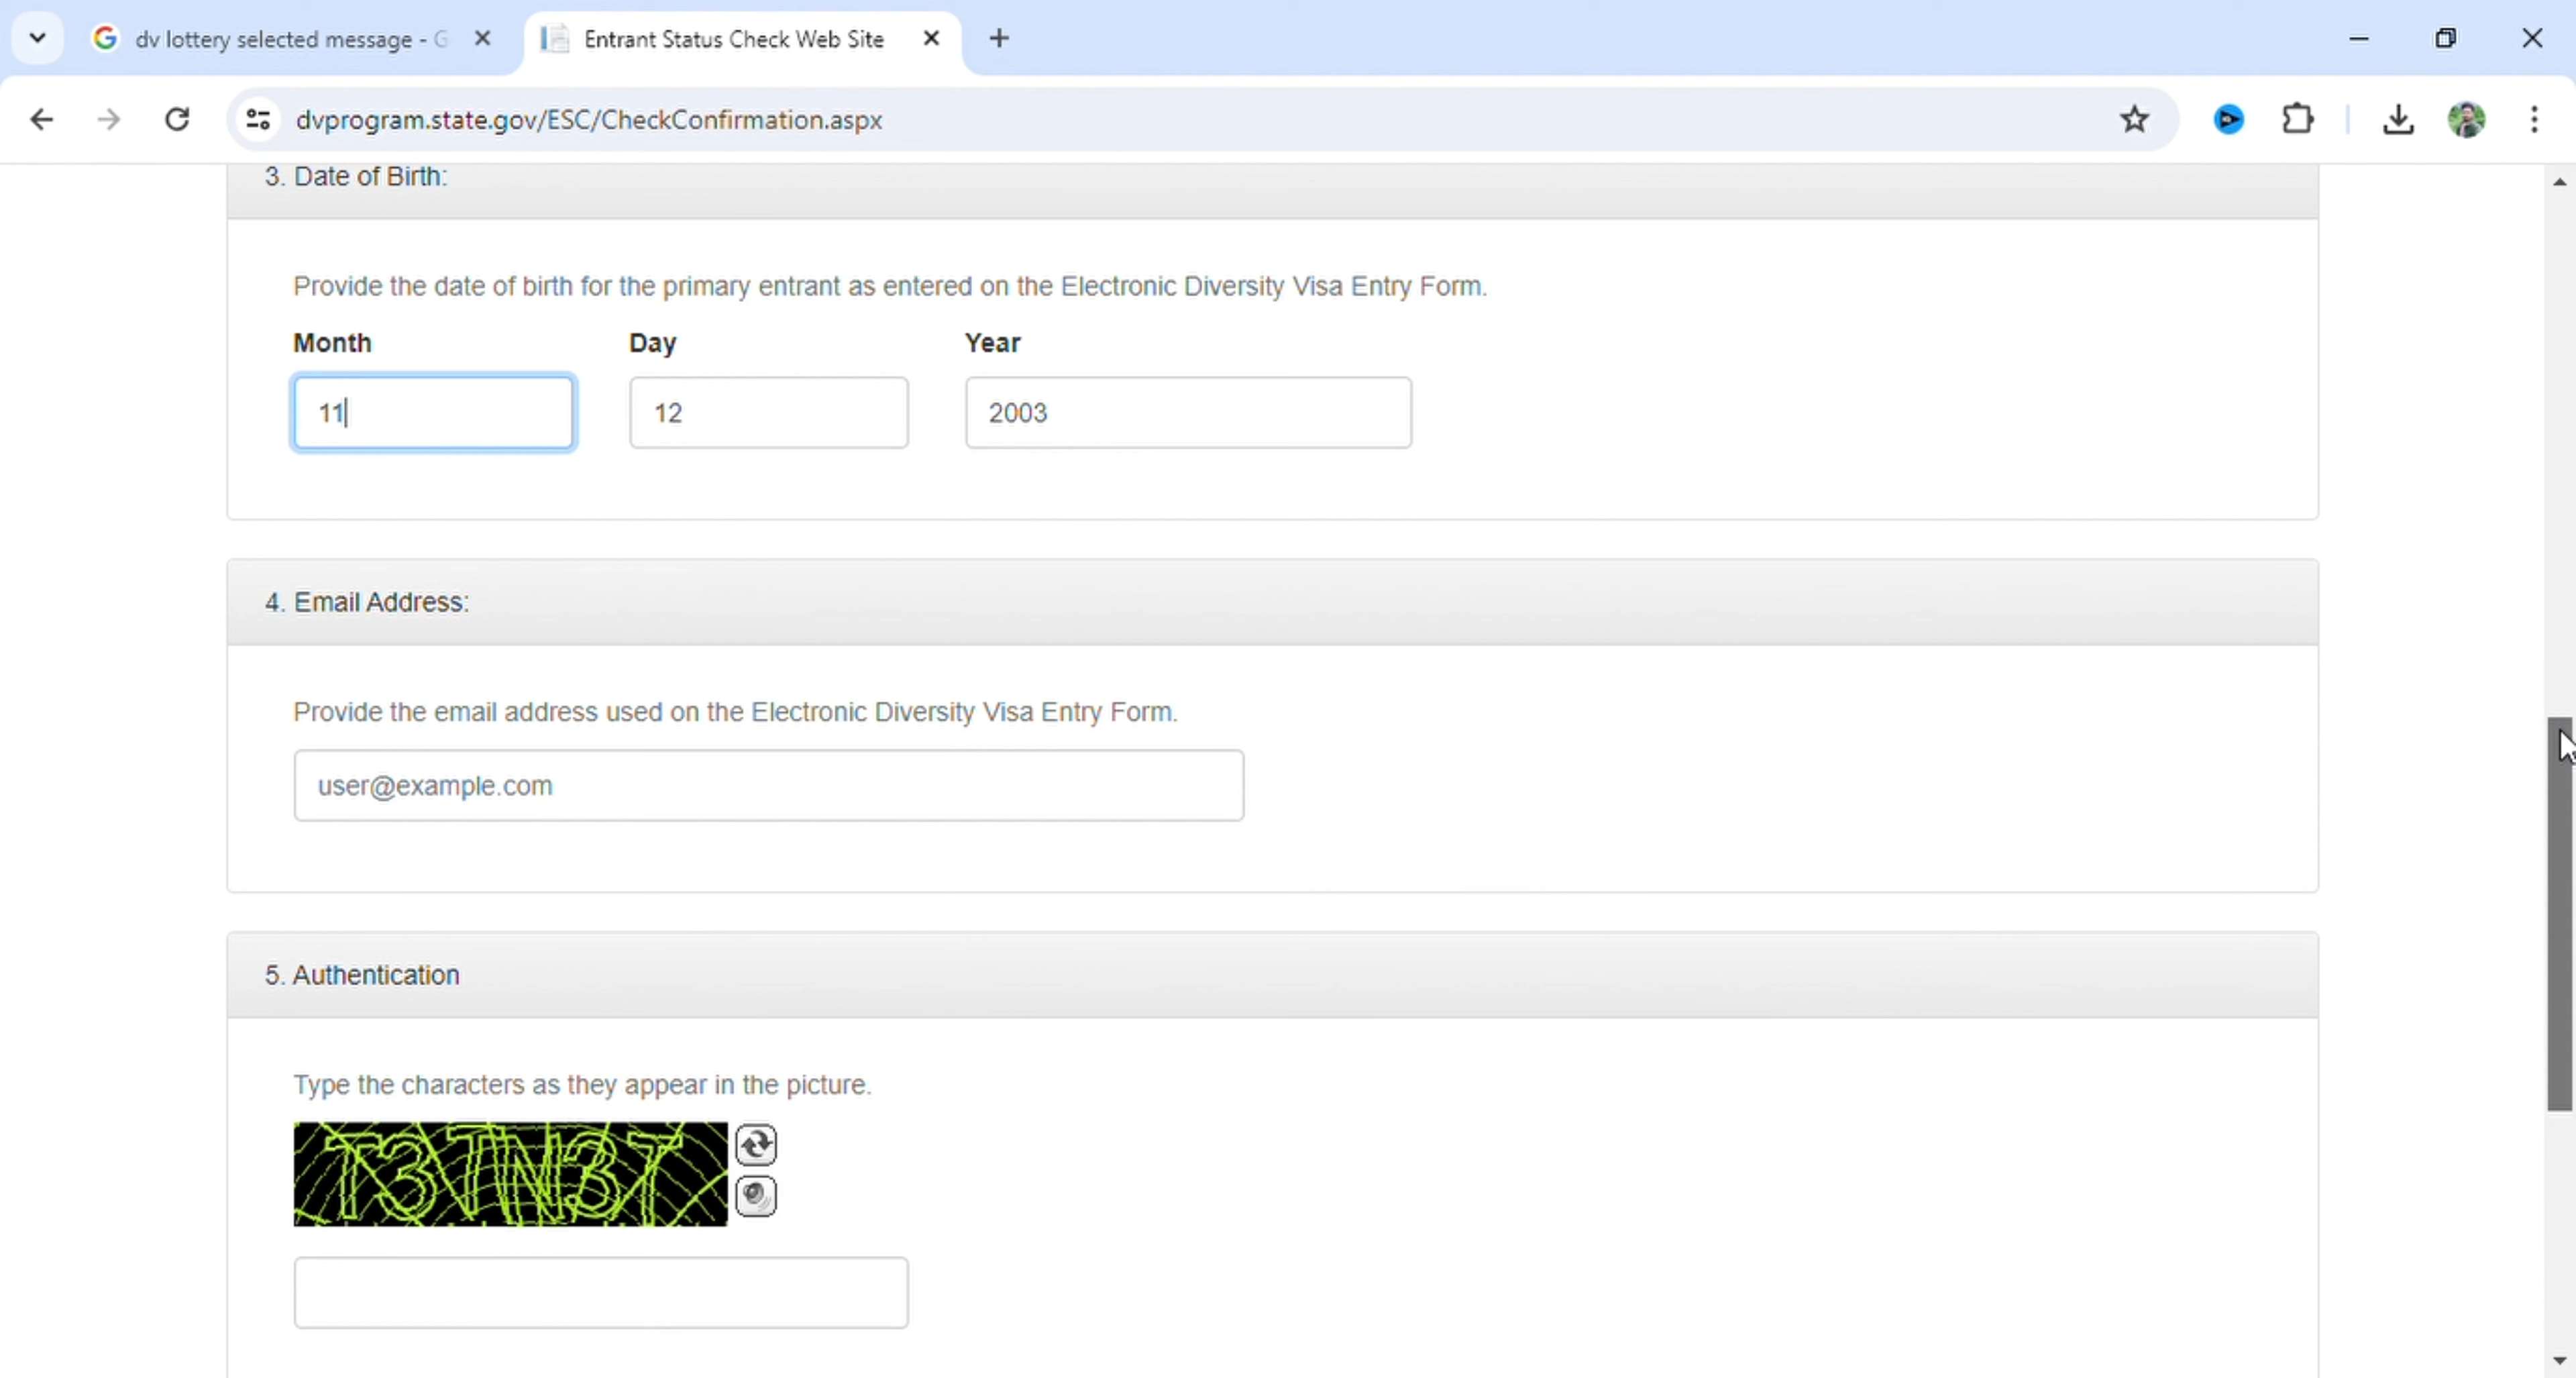 dv lottery selected message - G
Entrant Status Check Web Site
dvprogram.state.gov/ESC/CheckConfirmation.aspx
3. Date of Birth:
Provide the date of birth for the primary entrant as entered on the Electronic Diversity Visa Entry Form.
Month Day Year
11 12 2003
4. Email Address:
Provide the email address used on the Electronic Diversity Visa Entry Form.
user@example.com
5. Authentication
Type the characters as they appear in the picture.